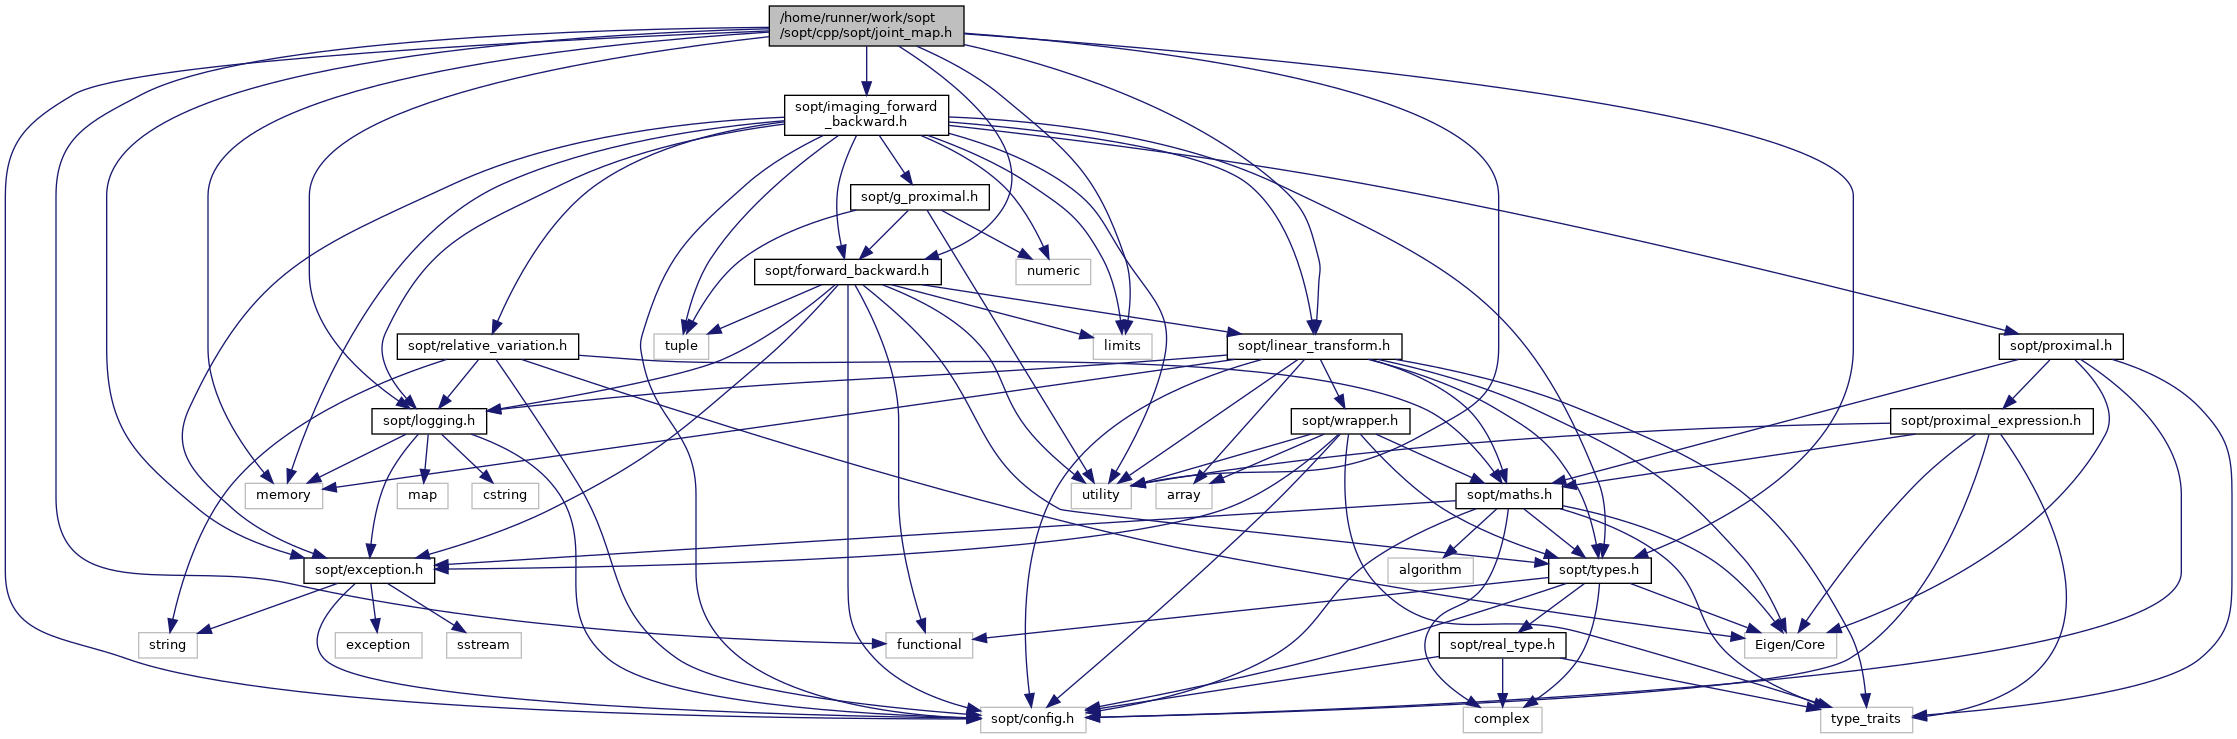 /home/runner/work/sopt
/sopt/cpp/sopt/joint_map.h
sopt/imaging_forward
_backward.h
sopt/g_proximal.h
sopt/forward_backward.h
numeric
sopt/relative_variation.h
tuple
limits
sopt/linear_transform.h
sopt/proximal.h
sopt/logging.h
sopt/wrapper.h
sopt/proximal_expression.h
memory
map
cstring
utility
array
sopt/maths.h
sopt/exception.h
algorithm
sopt/types.h
string
exception
sstream
functional
sopt/real_type.h
Eigen/Core
sopt/config.h
complex
type_traits